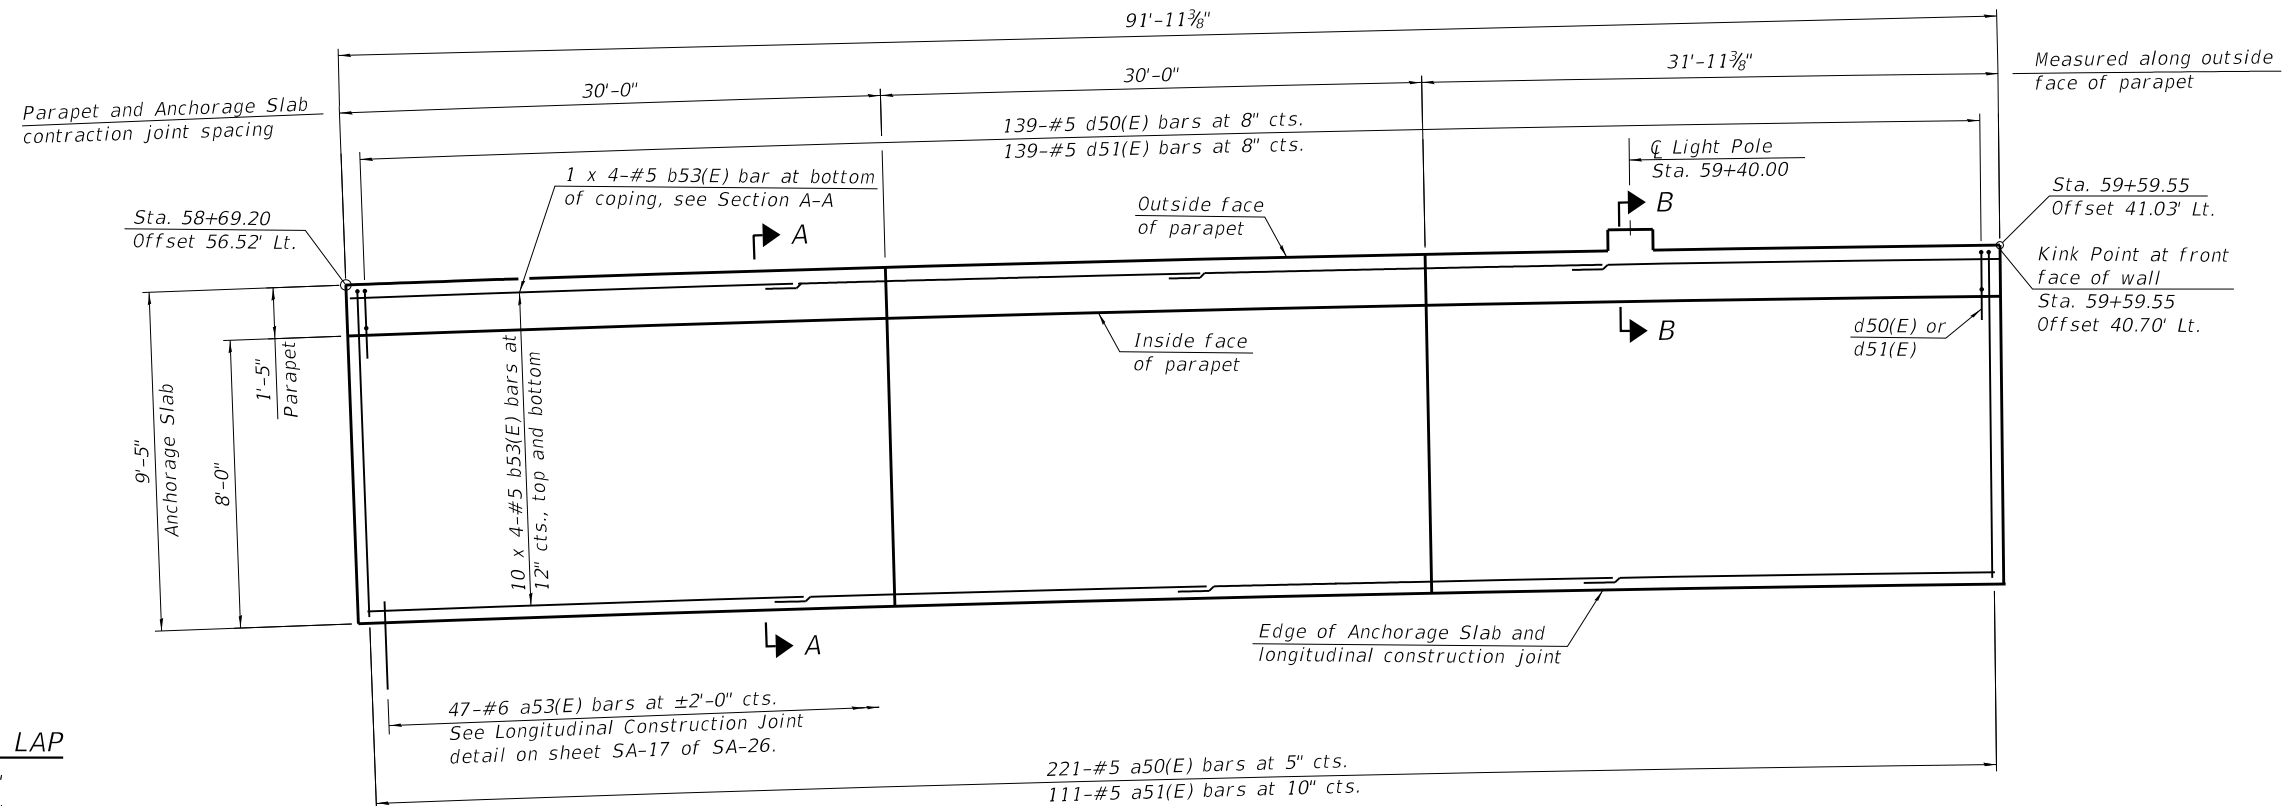 91'-11⅜"
30'-0"
30'-0"
31'-11⅜"
Measured along outside
face of parapet
Parapet and Anchorage Slab
contraction joint spacing
139-#5 d50(E) bars at 8" cts.
139-#5 d51(E) bars at 8" cts.
℄ Light Pole
Sta. 59+40.00
1 x 4-#5 b53(E) bar at bottom
of coping, see Section A-A
Sta. 59+59.55
Offset 41.03' Lt.
Sta. 58+69.20
Offset 56.52' Lt.
A
Outside face
of parapet
B
Kink Point at front
face of wall
Sta. 59+59.55
Offset 40.70' Lt.
B
d50(E) or
d51(E)
Inside face
of parapet
1'-5"
Parapet
9'-5"
Anchorage Slab
8'-0"
10 x 4-#5 b53(E) bars at
12" cts., top and bottom
A
Edge of Anchorage Slab and
longitudinal construction joint
47-#6 a53(E) bars at ±2'-0" cts.
See Longitudinal Construction Joint
detail on sheet SA-17 of SA-26.
LAP
221-#5 a50(E) bars at 5" cts.
111-#5 a51(E) bars at 10" cts.